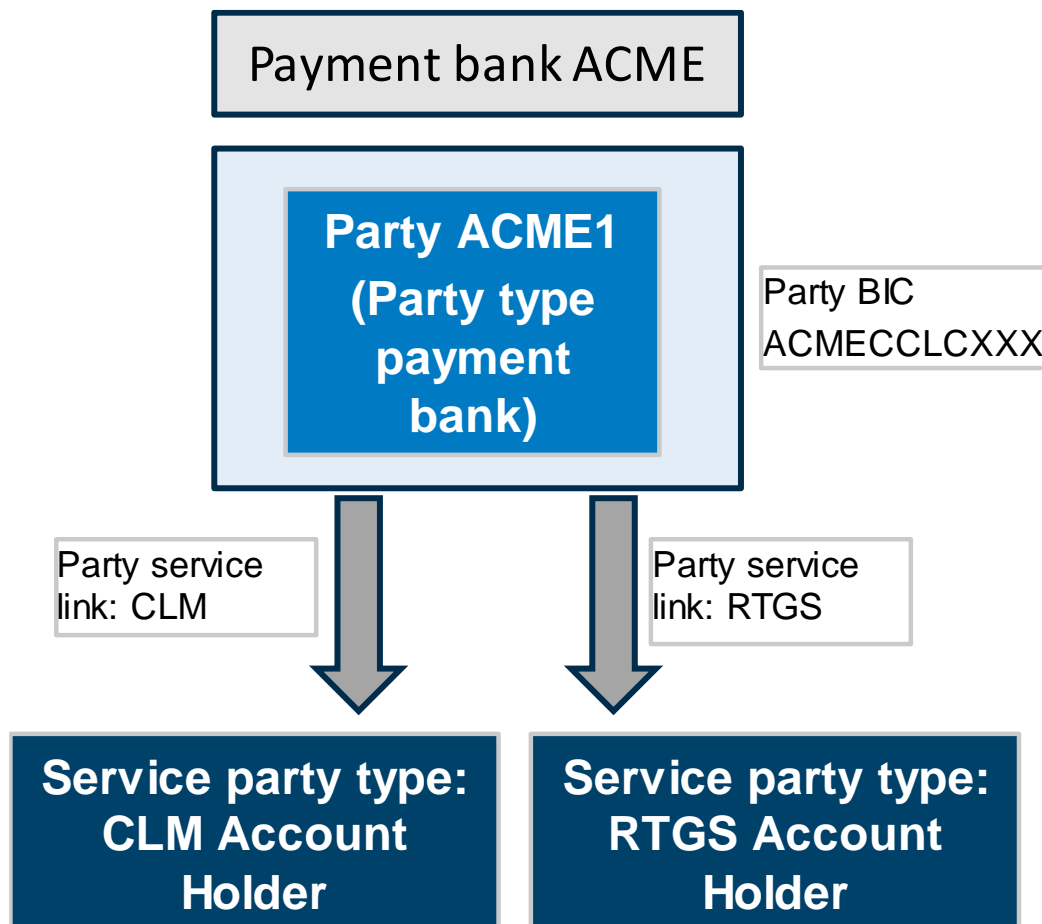 Payment bank ACME
Party ACME1
(Party type
payment
bank)
Party BIC
ACMECCLCXXX
Party service
link: CLM
Party service
link: RTGS
Service party type:
CLM Account
Holder
Service party type:
RTGS Account
Holder